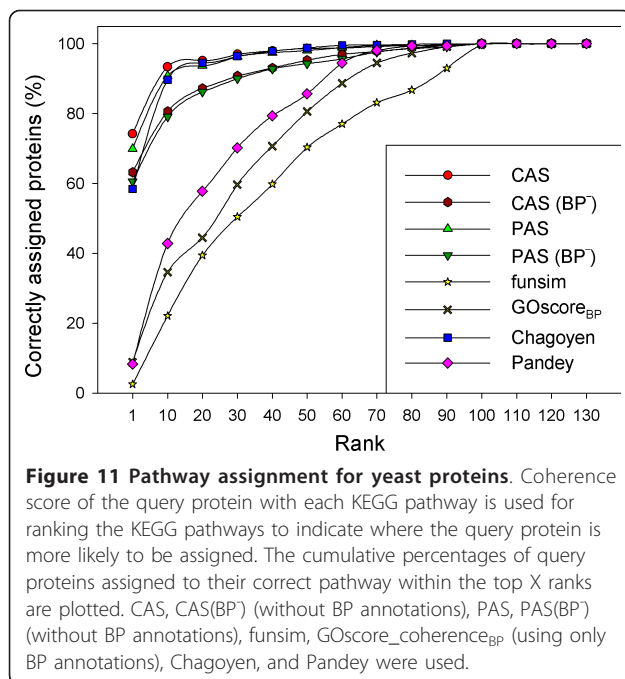 100
80
60
40
20
0
Correctly assigned proteins (%)
CAS
CAS (BP⁻)
PAS
PAS (BP⁻)
funsim
GOscore_BP
Chagoyen
Pandey
1 10 20 30 40 50 60 70 80 90 100 110 120 130
Rank
Figure 11 Pathway assignment for yeast proteins. Coherence
score of the query protein with each KEGG pathway is used for
ranking the KEGG pathways to indicate where the query protein is
more likely to be assigned. The cumulative percentages of query
proteins assigned to their correct pathway within the top X ranks
are plotted. CAS, CAS(BP⁻) (without BP annotations), PAS, PAS(BP⁻)
(without BP annotations), funsim, GOscore_coherence_BP (using only
BP annotations), Chagoyen, and Pandey were used.